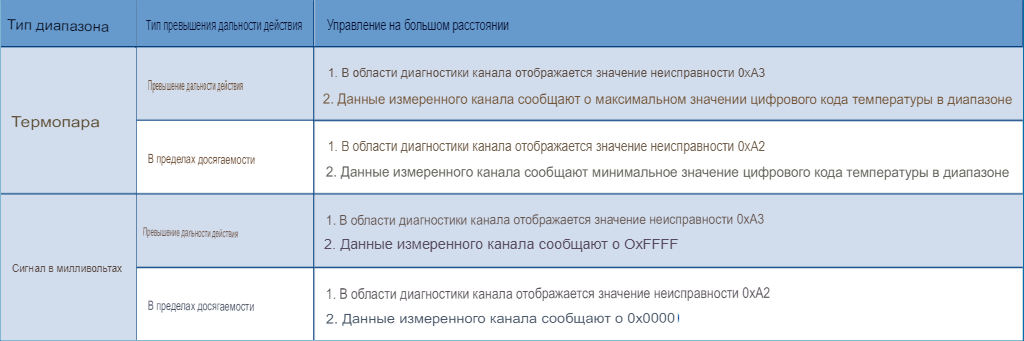 Тип диапазона
Тип превышения дальности действия
Управление на большом расстоянии
Термопара
Превышение дальности действия
1. В области диагностики канала отображается значение неисправности 0xA3
2. Данные измеренного канала сообщают о максимальном значении цифрового кода температуры в диапазоне
В пределах досягаемости
1. В области диагностики канала отображается значение неисправности 0xA2
2. Данные измеренного канала сообщают минимальное значение цифрового кода температуры в диапазоне
Сигнал в милливольтах
Превышение дальности действия
1. В области диагностики канала отображается значение неисправности 0xA3
2. Данные измеренного канала сообщают о OxFFFF
В пределах досягаемости
1. В области диагностики канала отображается значение неисправности 0xA2
2. Данные измеренного канала сообщают о 0x0000